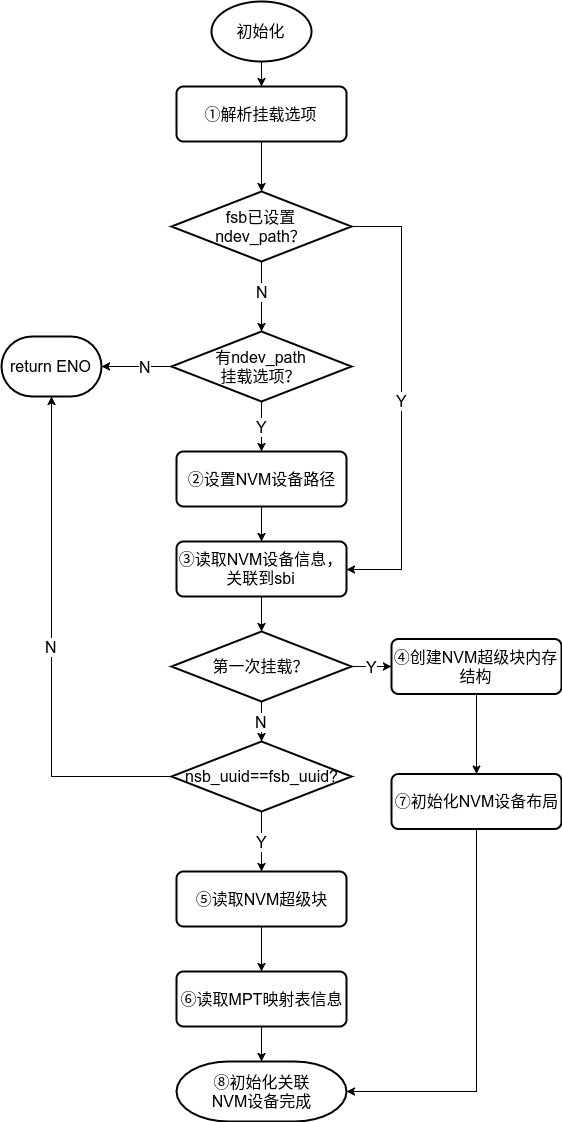 初始化
①解析挂载选项
fsb已设置
ndev_path?
N
有ndev_path
挂载选项?
N
return ENO
Y
Y
②设置NVM设备路径
③读取NVM设备信息，
关联到sbi
第一次挂载?
Y
④创建NVM超级块内存
结构
N
N
nsb_uuid==fsb_uuid?
⑦初始化NVM设备布局
Y
⑤读取NVM超级块
⑥读取MPT映射表信息
⑧初始化关联
NVM设备完成